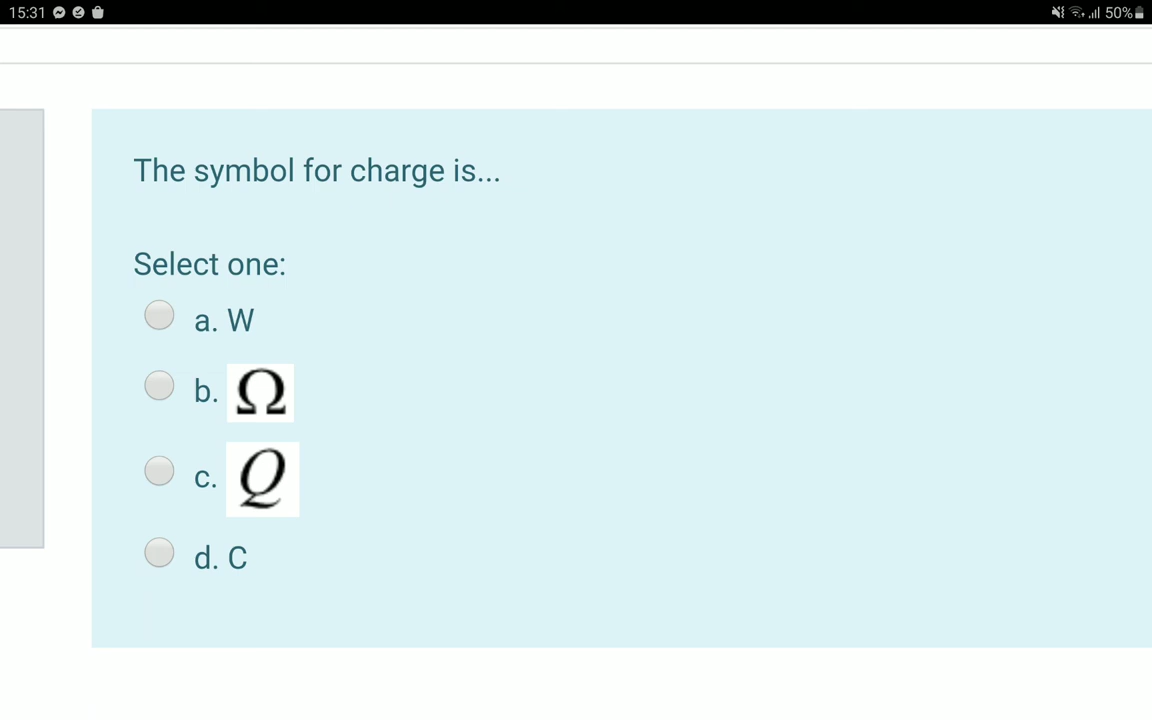 15:31 50%
The symbol for charge is...
Select one:
a. W
b. Ω
c. Q
d. C